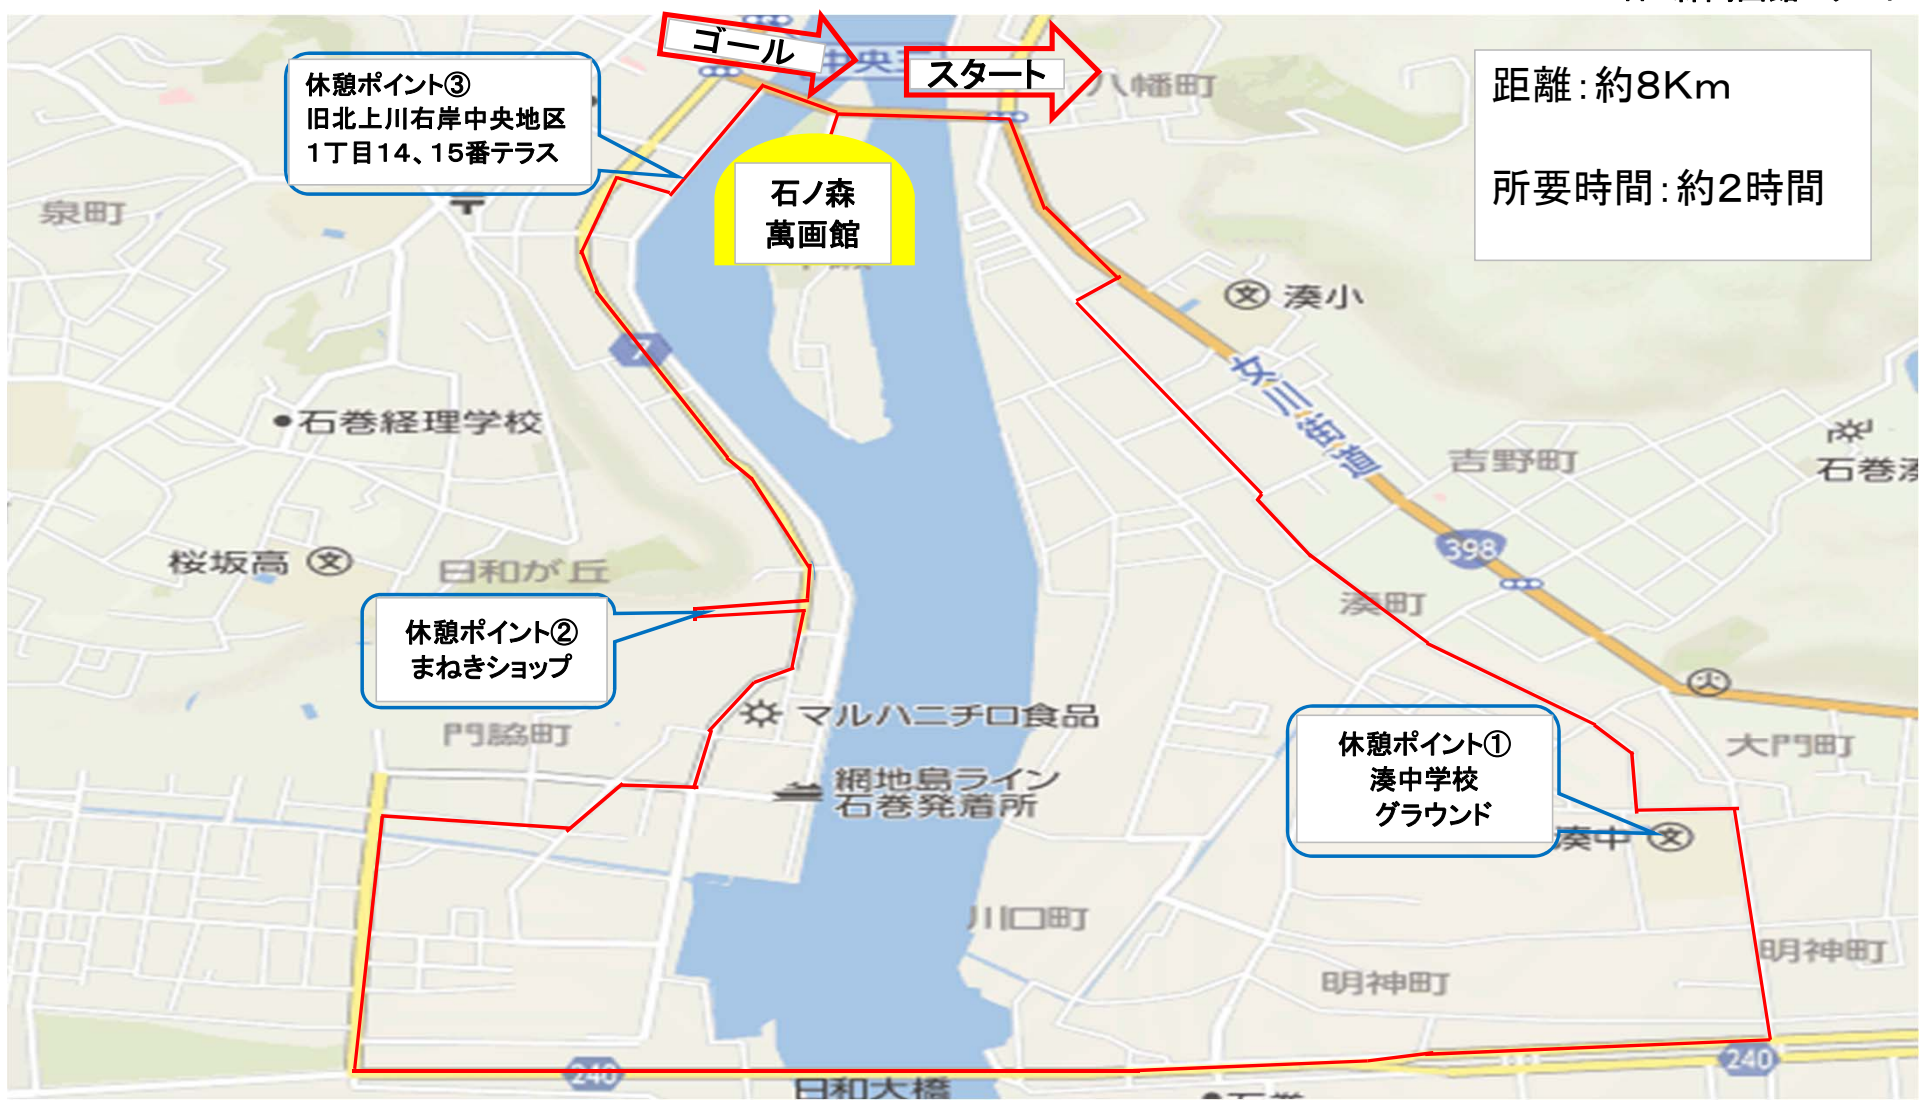 ゴール
スタート
八幡町
距離：約8Km
所要時間：約2時間
休憩ポイント③
旧北上川右岸中央地区
1丁目14、15番テラス
石ノ森
萬画館
泉町
湊小
7
女川街道
石巻経理学校
吉野町
398
桜坂高
日和が丘
湊町
休憩ポイント②
まねきショップ
門脇町
マルハニチロ食品
網地島ライン
石巻発着所
休憩ポイント①
湊中学校
グラウンド
大門町
湊中
川口町
明神町
明神町
240
240
日和大橋